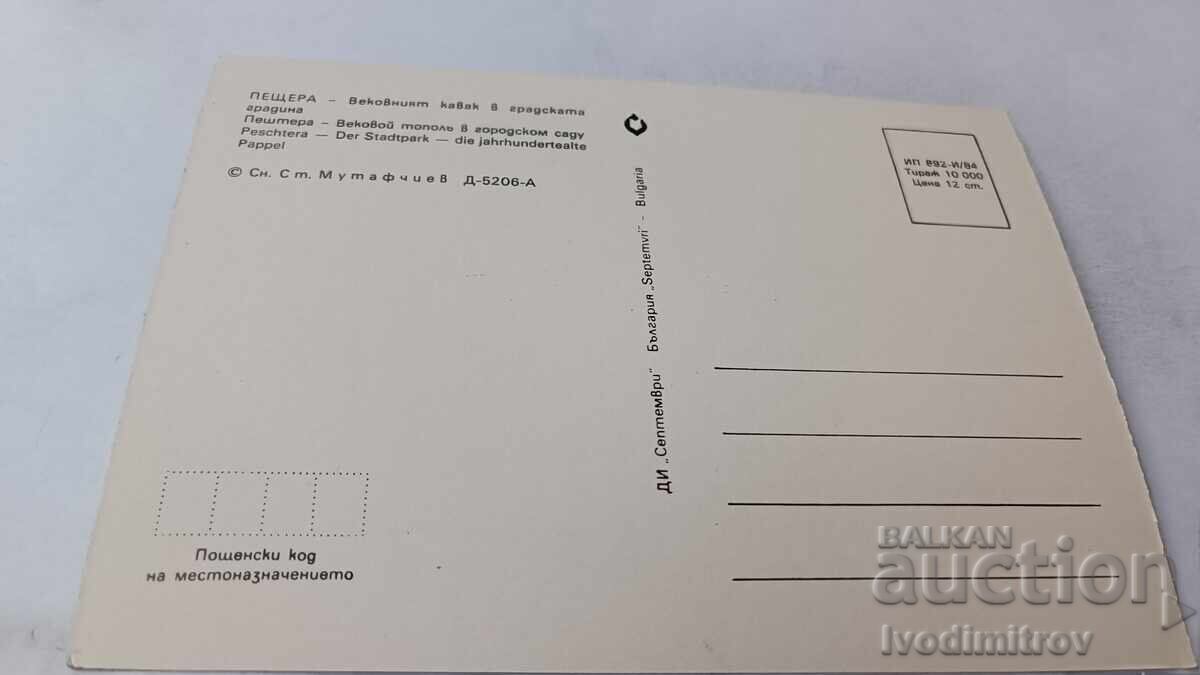 ПЕЩЕРА – Вековният кавак в градската
градина
Пештера – Вековой тополь в городском саду
Peschtera — Der Stadtpark — die jahrhundertealte
Pappel
© Сн. Ст. Мутафчиев Д-5206-А
ДИ „Септември" България „Septemvri" - Bulgaria
ИП 892-И/84
Тираж 10 000
Цена 12 ст.
Пощенски код
на местоназначението
BALKAN
auction
Ivodimitrov